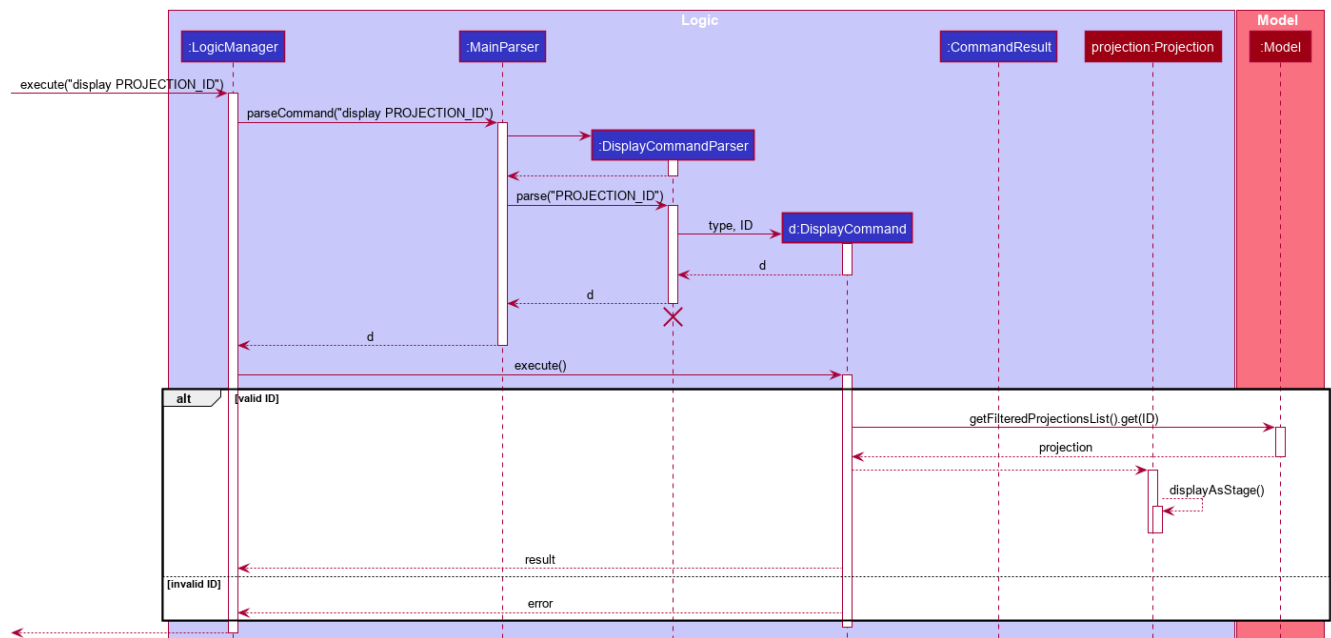 Logic
Model
:LogicManager
:MainParser
:CommandResult
projection:Projection
:Model
execute("display PROJECTION_ID")
parseCommand("display PROJECTION_ID")
:DisplayCommandParser
parse("PROJECTION_ID")
type, ID
d:DisplayCommand
d
d
d
execute()
alt
[valid ID]
getFilteredProjectionsList().get(ID)
projection
displayAsStage()
result
[invalid ID]
error